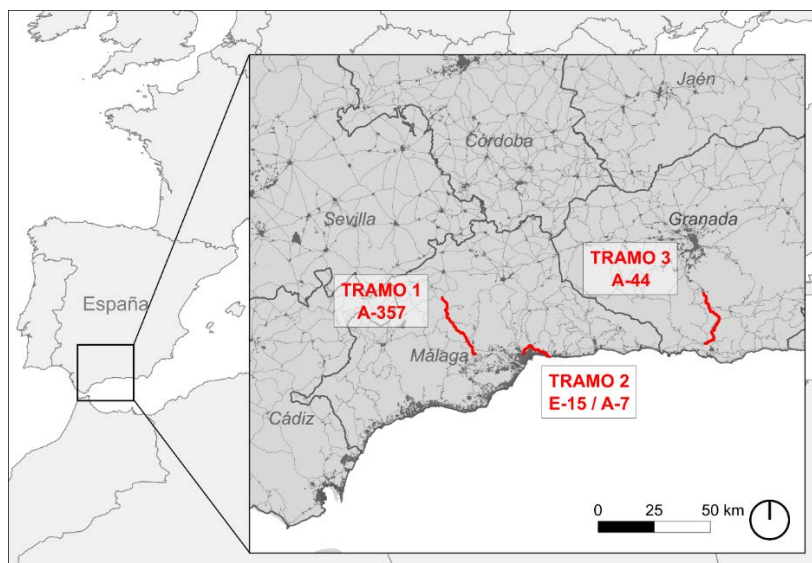 España
Jaén
Córdoba
Sevilla
Granada
TRAMO 3
A-44
TRAMO 1
A-357
Málaga
TRAMO 2
E-15 / A-7
Cádiz
0 25 50 km